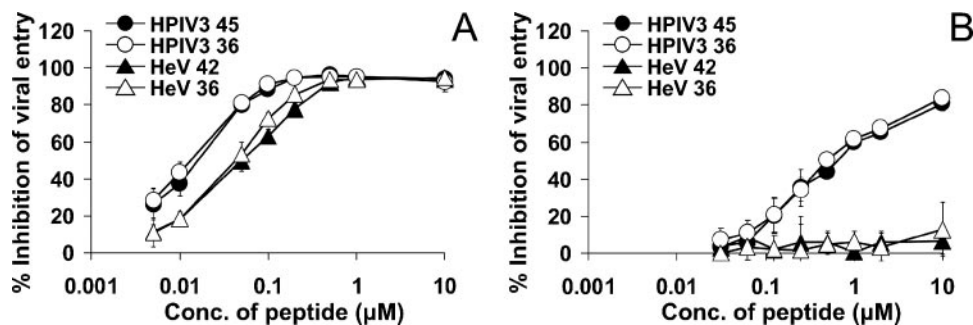 A
HPIV3 45
HPIV3 36
HeV 42
HeV 36
% Inhibition of viral entry
120
100
80
60
40
20
0
0.001 0.01 0.1 1 10
Conc. of peptide (µM)
B
HPIV3 45
HPIV3 36
HeV 42
HeV 36
% Inhibition of viral entry
120
100
80
60
40
20
0
0.001 0.01 0.1 1 10
Conc. of peptide (µM)